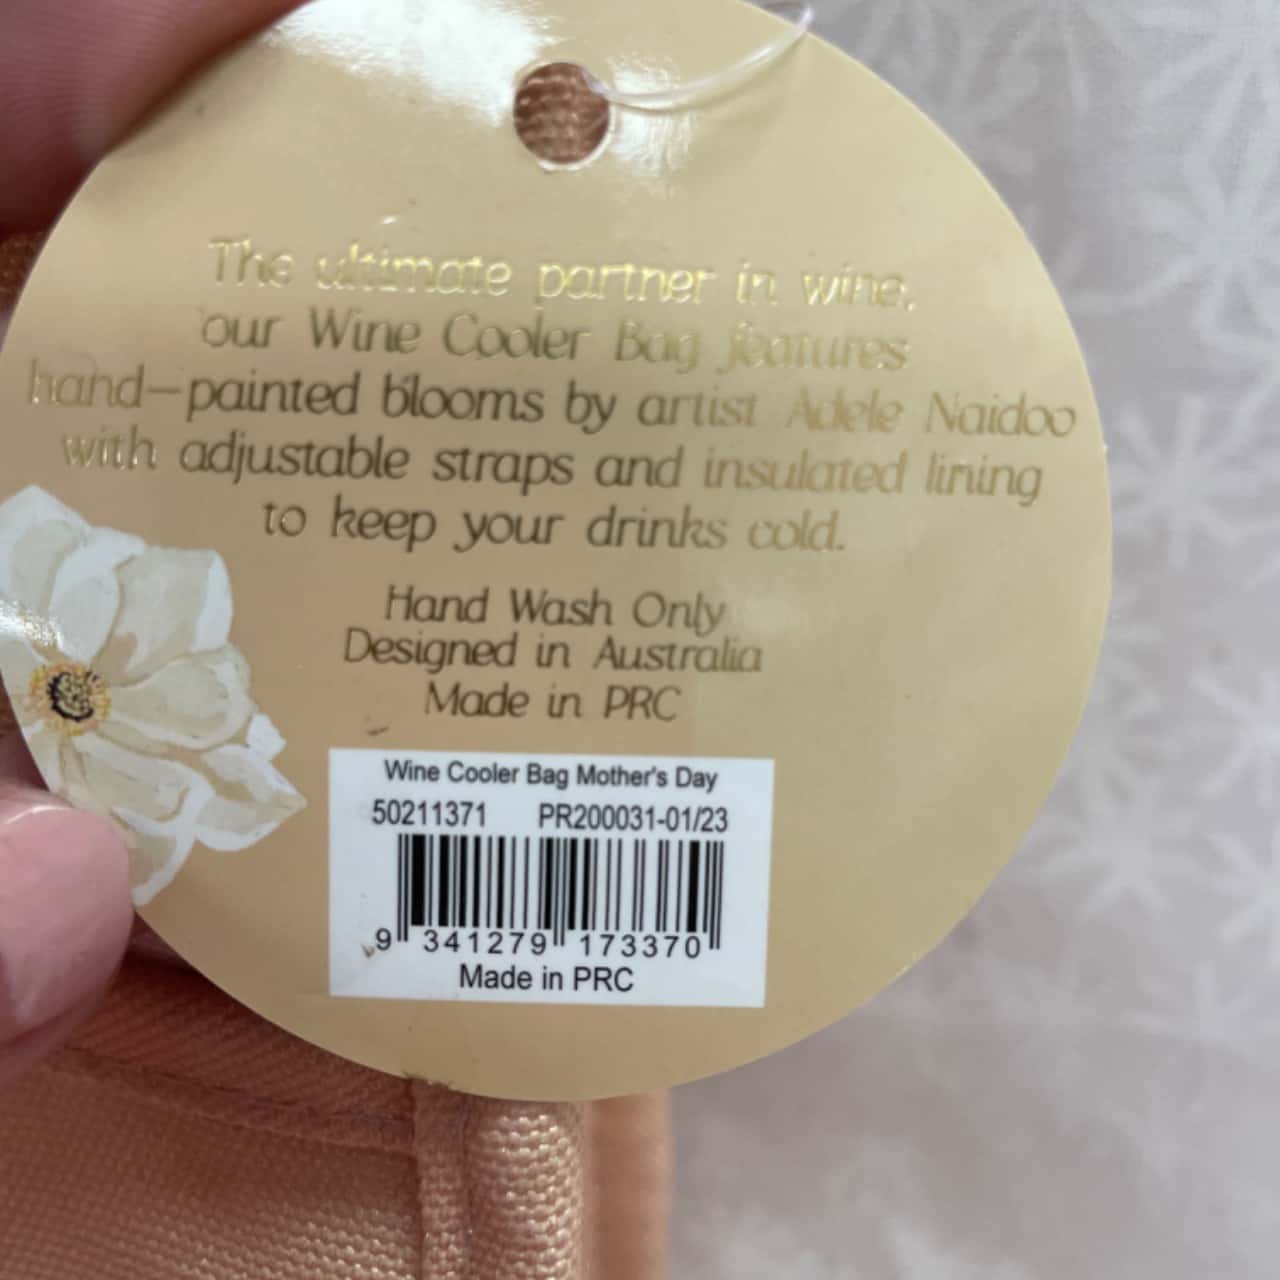 The ultimate partner in wine,
our Wine Cooler Bag features
hand-painted blooms by artist Adele Naidoo
with adjustable straps and insulated lining
to keep your drinks cold.
Hand Wash Only
Designed in Australia
Made in PRC
Wine Cooler Bag Mother's Day
50211371 PR200031-01/23
9 341279 173370
Made in PRC